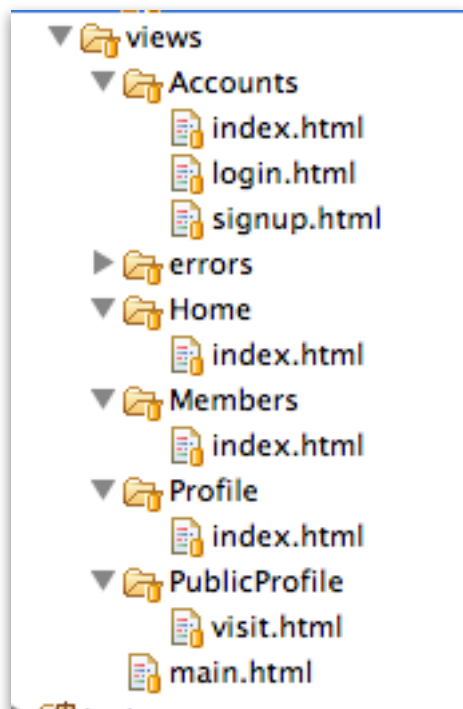 views
Accounts
index.html
login.html
signup.html
errors
Home
index.html
Members
index.html
Profile
index.html
PublicProfile
visit.html
main.html